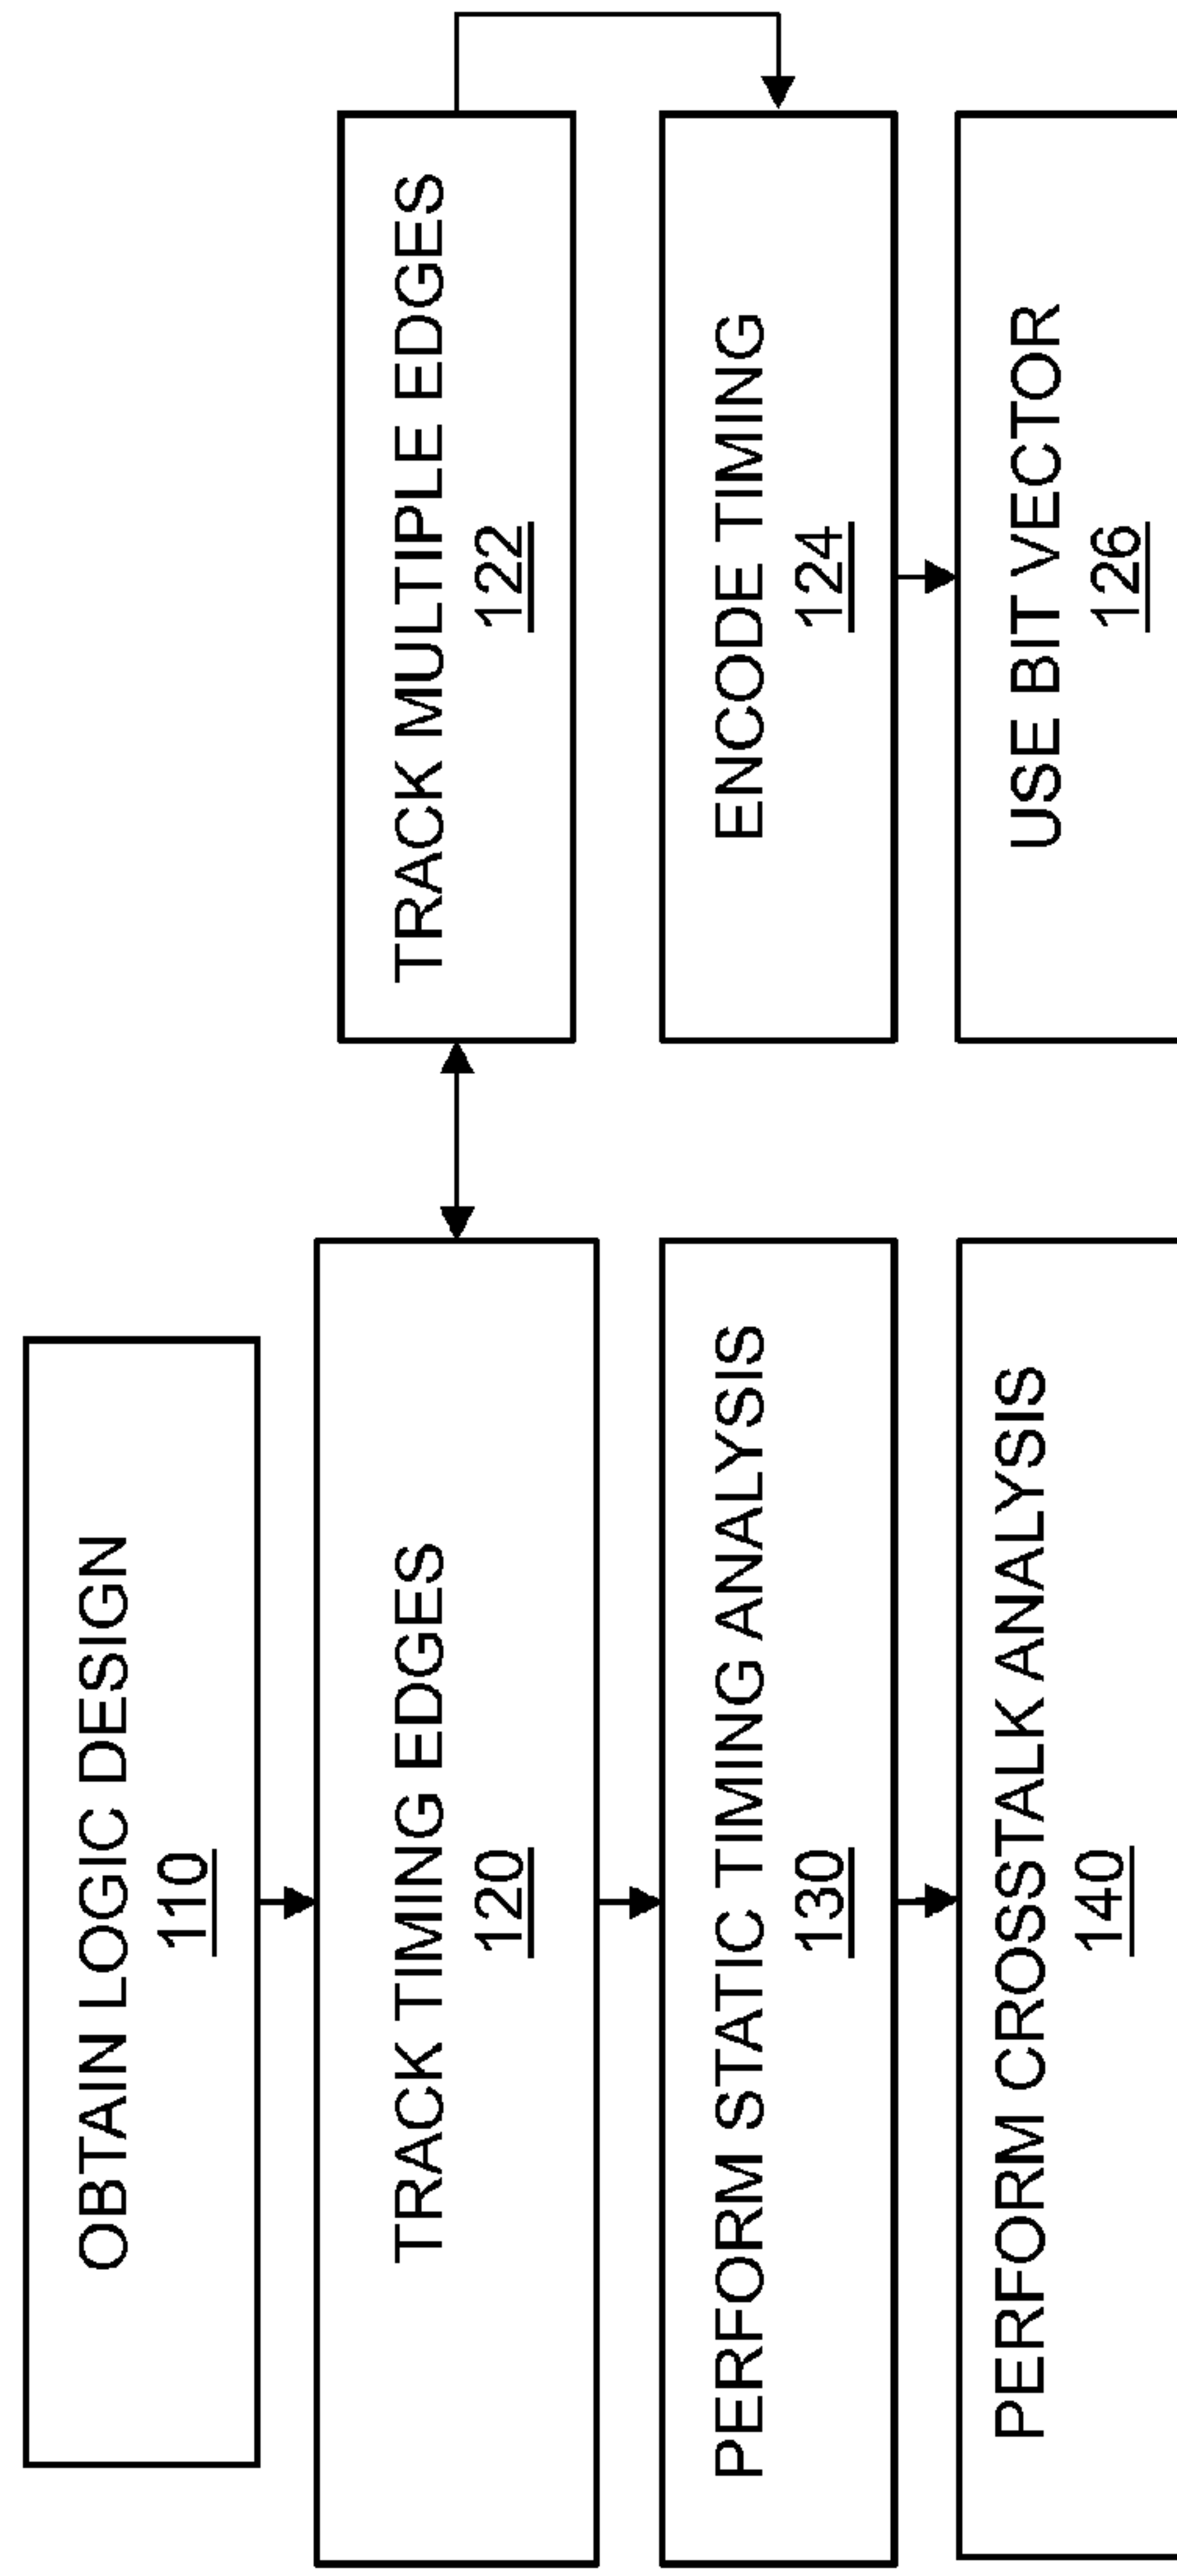 OBTAIN LOGIC DESIGN
110
TRACK TIMING EDGES
120
TRACK MULTIPLE EDGES
122
PERFORM STATIC TIMING ANALYSIS
130
ENCODE TIMING
124
PERFORM CROSSTALK ANALYSIS
140
USE BIT VECTOR
126